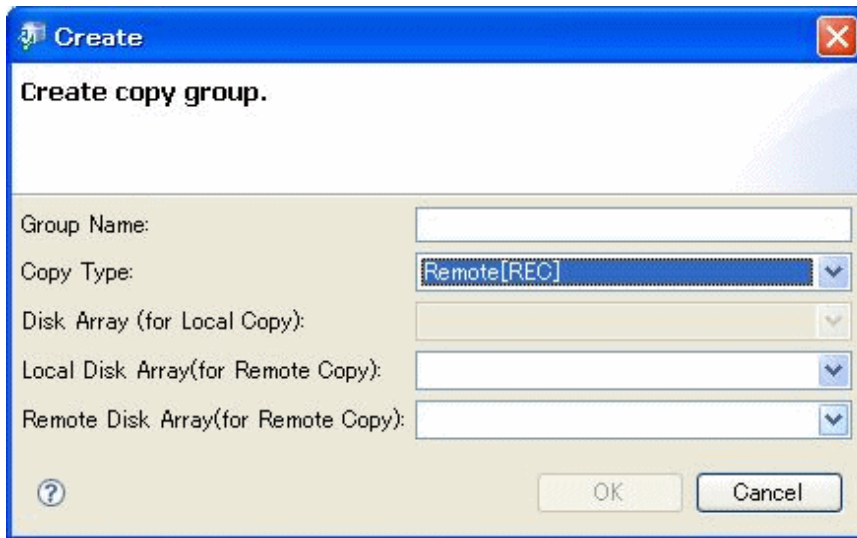 Create
Create copy group.
Group Name:
Copy Type: Remote[REC]
Disk Array (for Local Copy):
Local Disk Array(for Remote Copy):
Remote Disk Array(for Remote Copy):
? OK Cancel